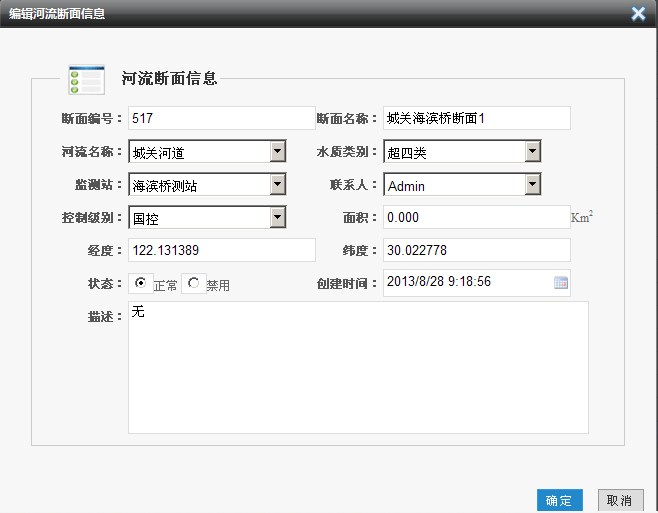 编辑河流断面信息
河流断面信息
断面编号： 517 断面名称： 城关海滨桥断面1
河流名称： 城关河道 水质类别： 超四类
监测站： 海滨桥测站 联系人： Admin
控制级别： 国控 面积： 0.000 Km²
经度： 122.131389 纬度： 30.022778
状态： 正常 禁用 创建时间： 2013/8/28 9:18:56
描述： 无
确定 取消